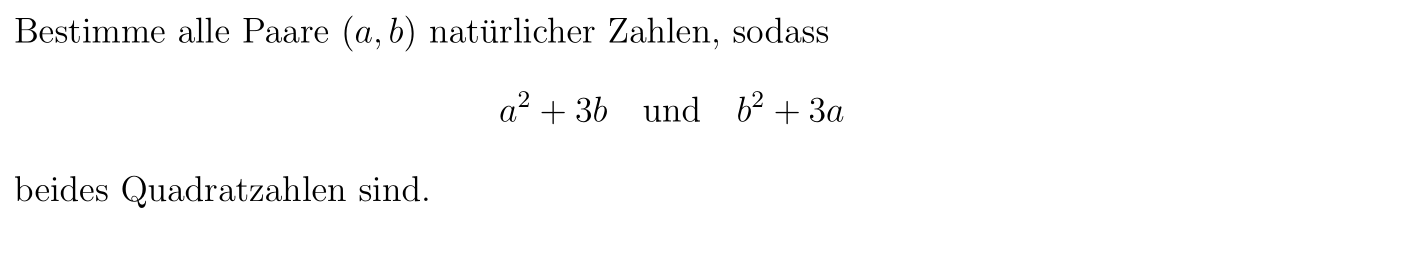 Bestimme alle Paare (a, b) natürlicher Zahlen, sodass
a² + 3b und b² + 3a
beides Quadratzahlen sind.